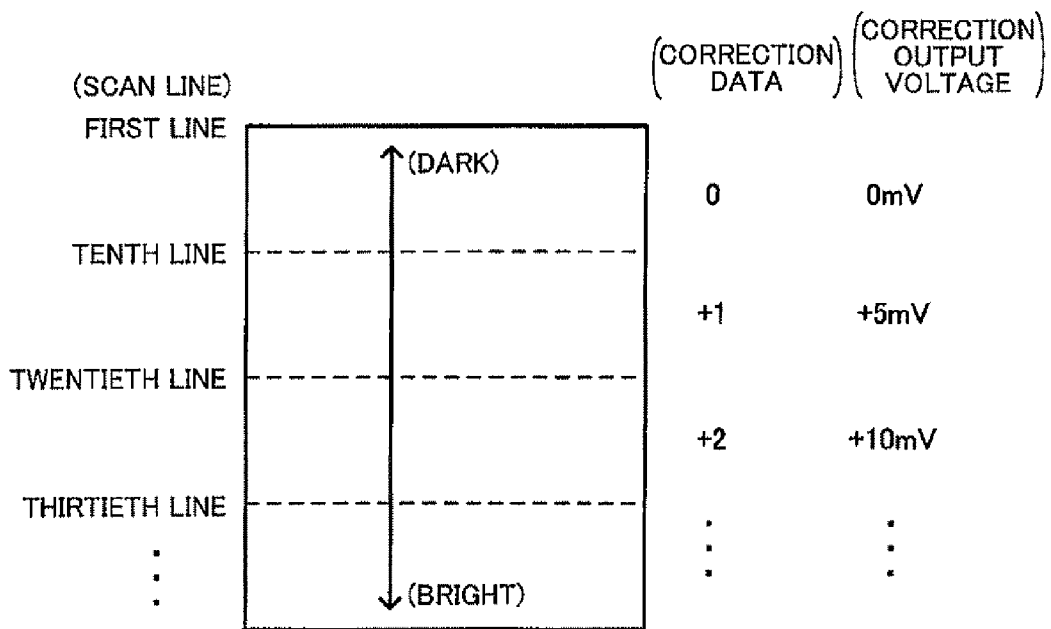 (SCAN LINE)
(CORRECTION
DATA)
(CORRECTION
OUTPUT
VOLTAGE)
FIRST LINE
(DARK)
0 0mV
TENTH LINE
+1 +5mV
TWENTIETH LINE
+2 +10mV
THIRTIETH LINE
(BRIGHT)